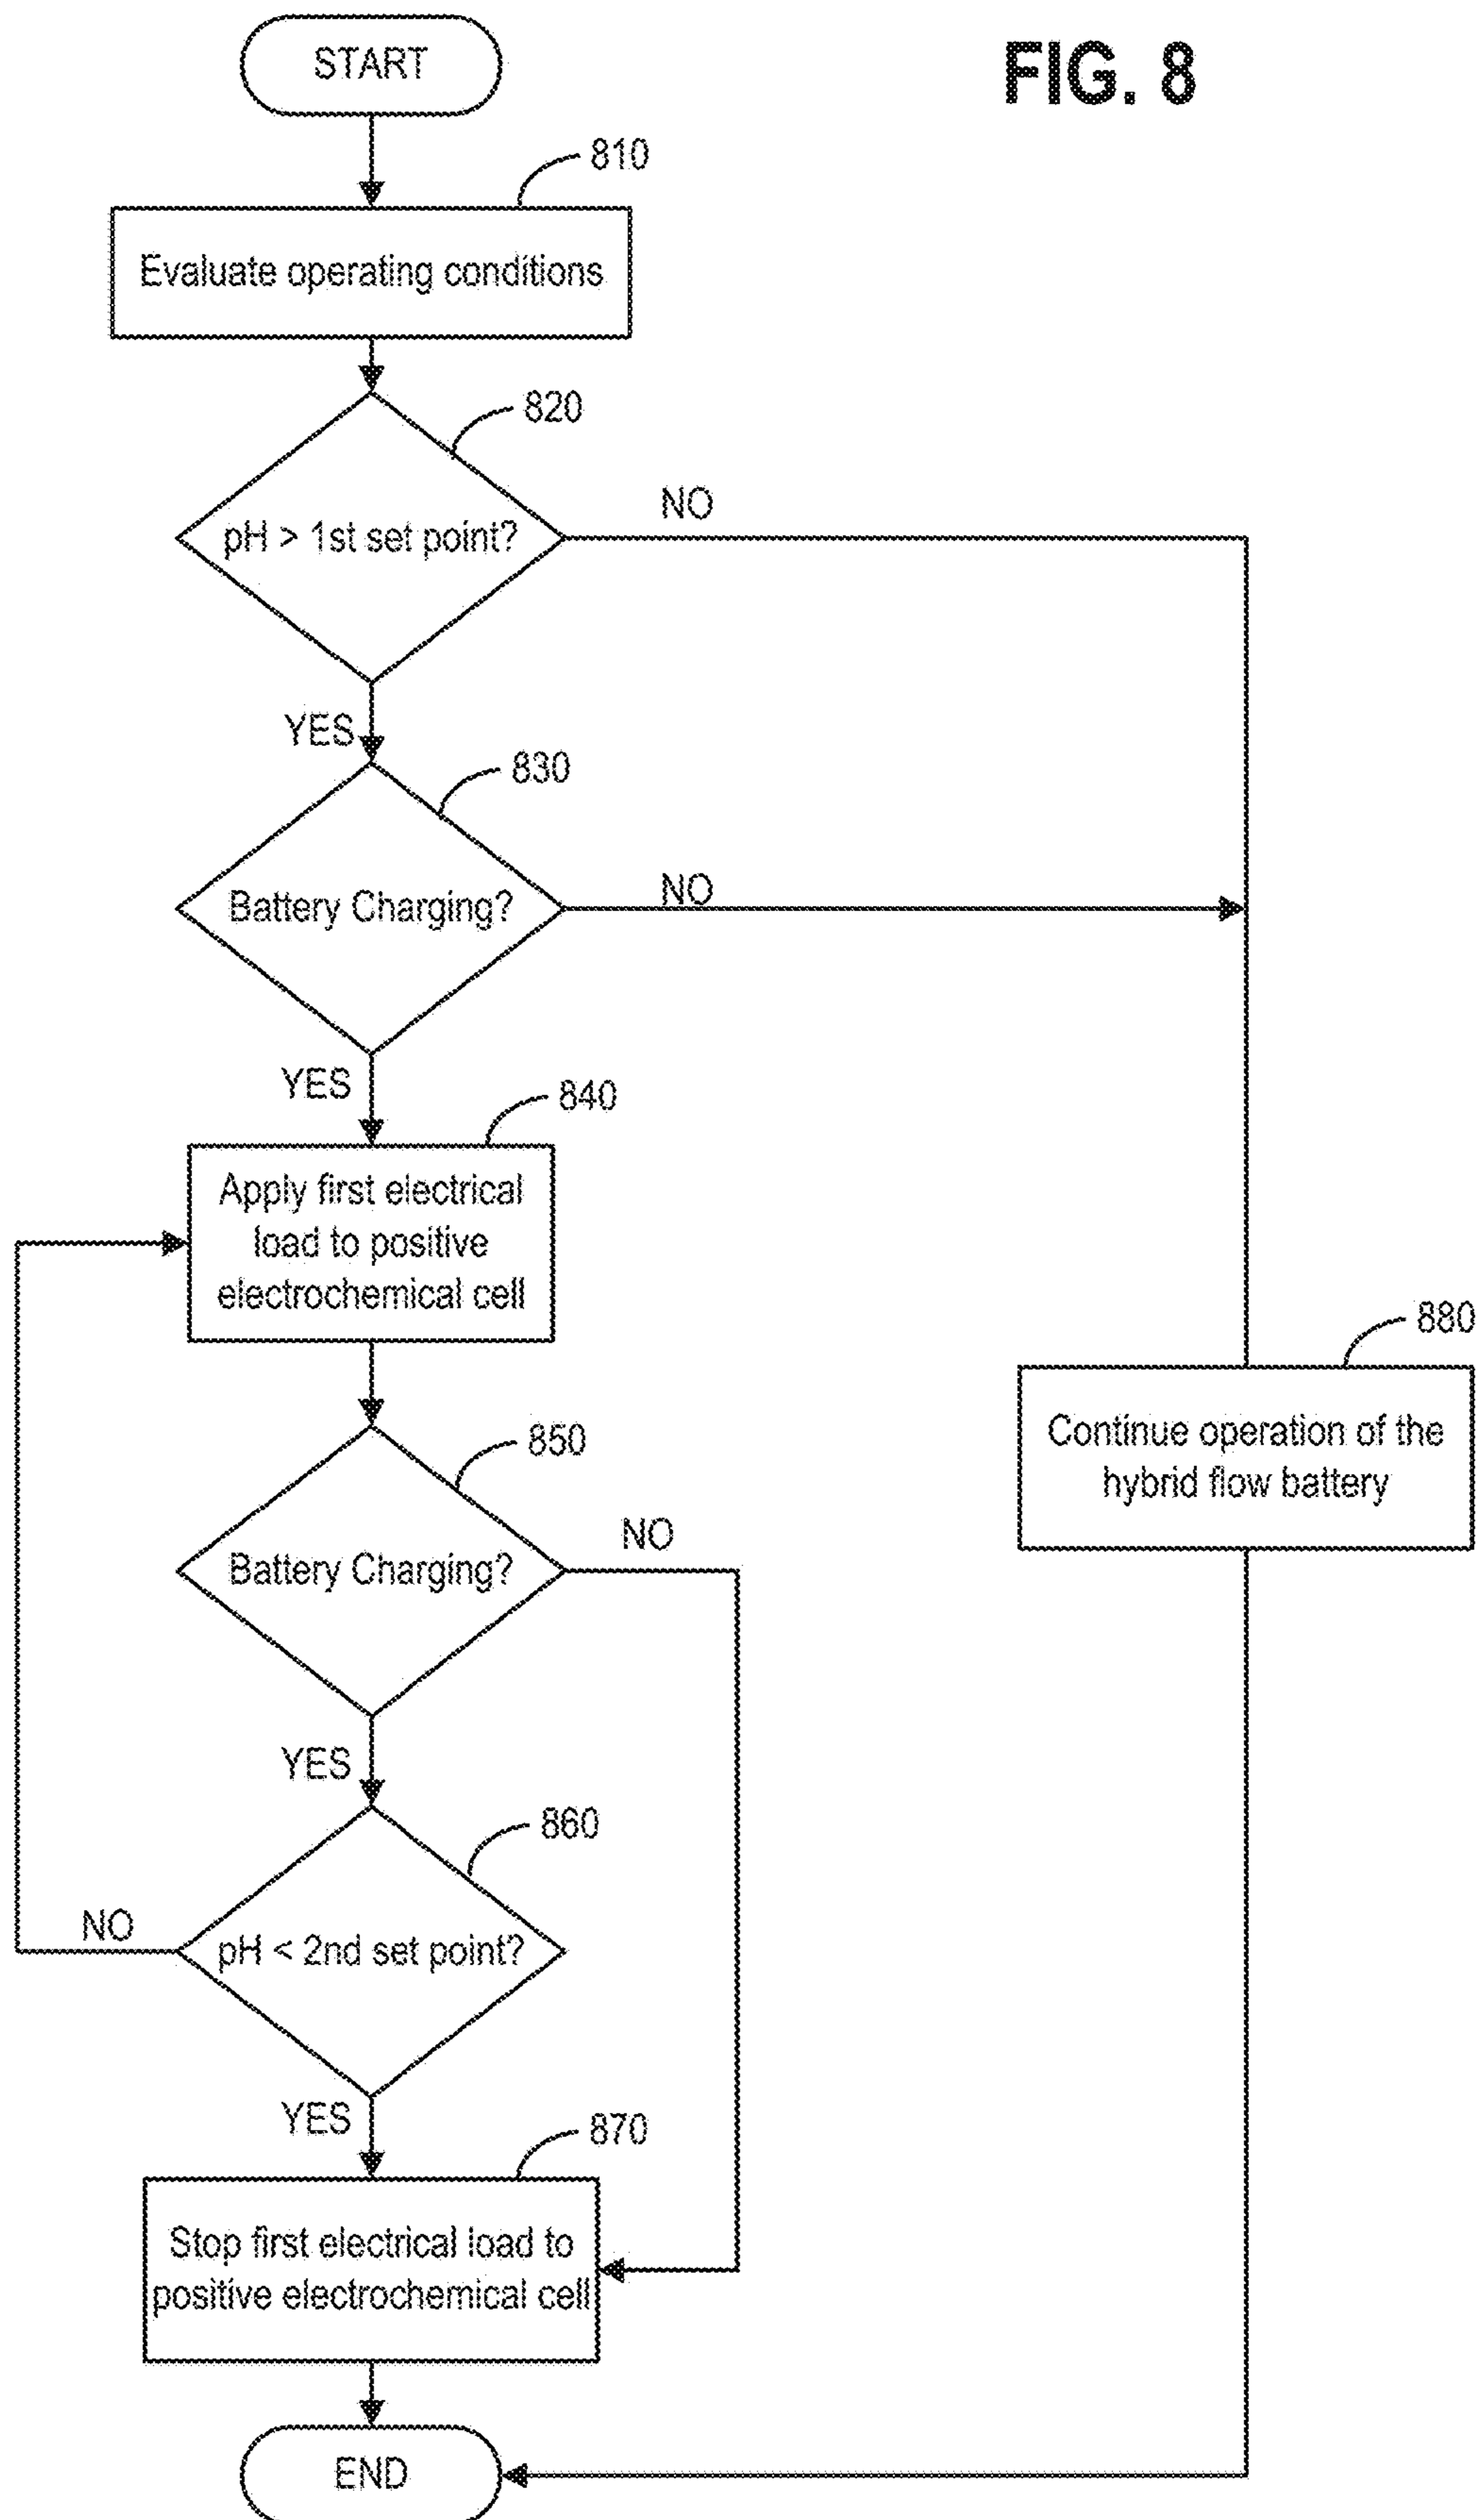 START
FIG. 8
810
Evaluate operating conditions
820
pH > 1st set point?
NO
YES
830
Battery Charging?
NO
YES
840
Apply first electrical
load to positive
electrochemical cell
880
Continue operation of the
hybrid flow battery
850
Battery Charging?
NO
YES
860
pH < 2nd set point?
NO
YES
870
Stop first electrical load to
positive electrochemical cell
END